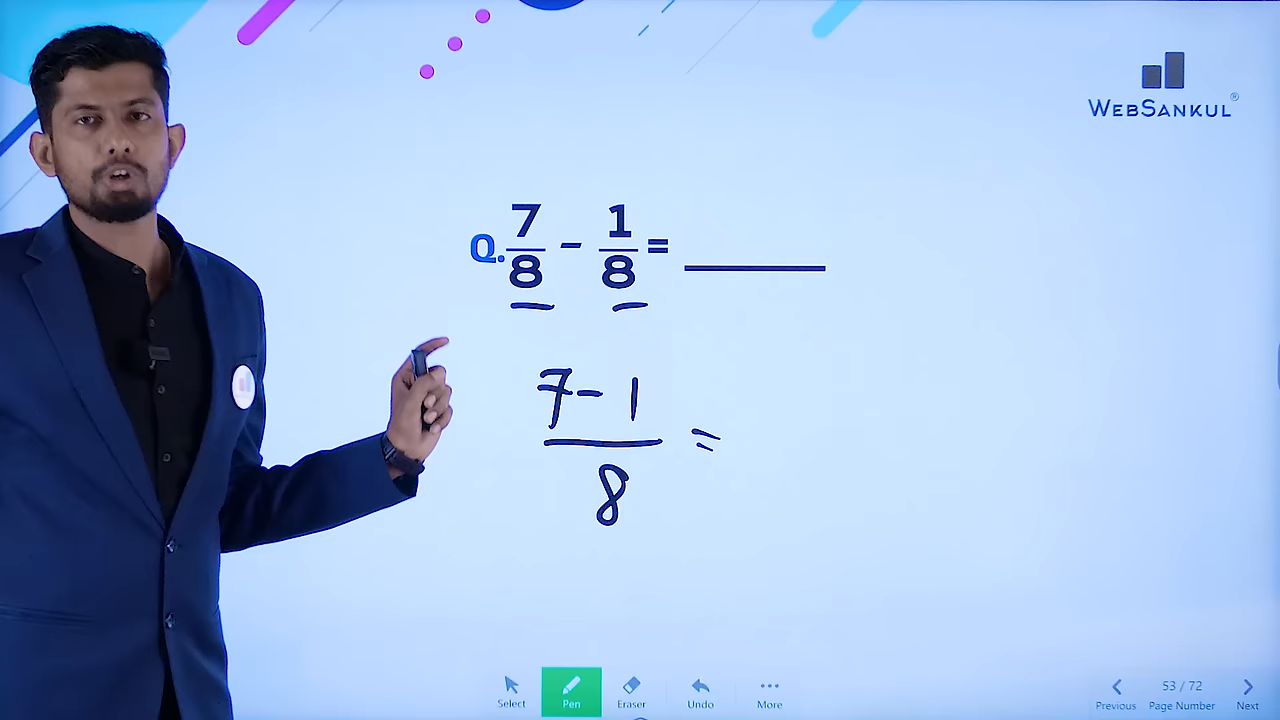 WEBSANKUL®
Q. 7/8 - 1/8 = ______
7 - 1
8
=
Select Pen Eraser Undo More
53 / 72
Previous Page Number Next